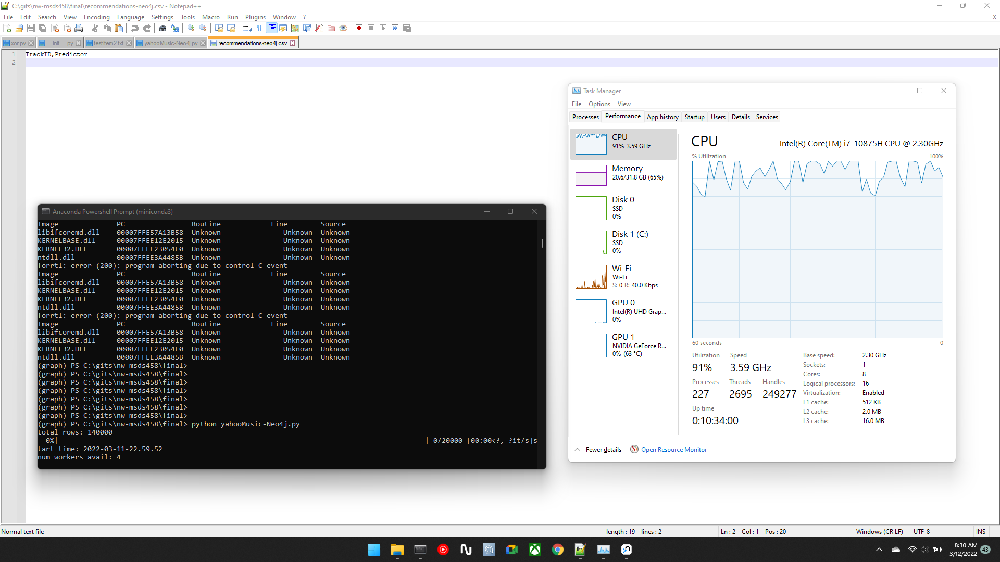 C:\gits\nw-msds458\final\recommendations-neo4j.csv - Notepad++
File Edit Search View Encoding Language Settings Tools Macro Run Plugins Window ? X
xor.py __init__.py testItem2.txt yahooMusic-Neo4j.py recommendations-neo4j.csv
1 TrackID,Predictor
2
Task Manager
File Options View
Processes Performance App history Startup Users Details Services
CPU
91% 3.59 GHz
Memory
20.6/31.8 GB (65%)
Disk 0
SSD
0%
Disk 1 (C:)
SSD
0%
Wi-Fi
Wi-Fi
S: 0 R: 40.0 Kbps
GPU 0
Intel(R) UHD Grap...
0%
GPU 1
NVIDIA GeForce R...
0% (63 °C)
CPU Intel(R) Core(TM) i7-10875H CPU @ 2.30GHz
% Utilization 100%
60 seconds 0
Utilization Speed
91% 3.59 GHz
Processes Threads Handles
227 2695 249277
Up time
0:10:34:00
Base speed: 2.30 GHz
Sockets: 1
Cores: 8
Logical processors: 16
Virtualization: Enabled
L1 cache: 512 KB
L2 cache: 2.0 MB
L3 cache: 16.0 MB
Fewer details Open Resource Monitor
Anaconda Powershell Prompt (miniconda3)
Image PC Routine Line Source
libifcoremd.dll 00007FFE57A13B58 Unknown Unknown Unknown
KERNELBASE.dll 00007FFEE12E2015 Unknown Unknown Unknown
KERNEL32.DLL 00007FFEE23054E0 Unknown Unknown Unknown
ntdll.dll 00007FFEE3A4485B Unknown Unknown Unknown
forrtl: error (200): program aborting due to control-C event
Image PC Routine Line Source
libifcoremd.dll 00007FFE57A13B58 Unknown Unknown Unknown
KERNELBASE.dll 00007FFEE12E2015 Unknown Unknown Unknown
KERNEL32.DLL 00007FFEE23054E0 Unknown Unknown Unknown
ntdll.dll 00007FFEE3A4485B Unknown Unknown Unknown
forrtl: error (200): program aborting due to control-C event
Image PC Routine Line Source
libifcoremd.dll 00007FFE57A13B58 Unknown Unknown Unknown
KERNELBASE.dll 00007FFEE12E2015 Unknown Unknown Unknown
KERNEL32.DLL 00007FFEE23054E0 Unknown Unknown Unknown
ntdll.dll 00007FFEE3A4485B Unknown Unknown Unknown
(graph) PS C:\gits\nw-msds458\final>
(graph) PS C:\gits\nw-msds458\final>
(graph) PS C:\gits\nw-msds458\final>
(graph) PS C:\gits\nw-msds458\final>
(graph) PS C:\gits\nw-msds458\final>
(graph) PS C:\gits\nw-msds458\final>
(graph) PS C:\gits\nw-msds458\final>
(graph) PS C:\gits\nw-msds458\final> python yahooMusic-Neo4j.py
total rows: 140000
0%| | 0/20000 [00:00<?, ?it/s]s
tart time: 2022-03-11-22.59.52
num workers avail: 4
Normal text file length : 19 lines : 2 Ln : 2 Col : 1 Pos : 20 Windows (CR LF) UTF-8 INS
8:30 AM
3/12/2022 43